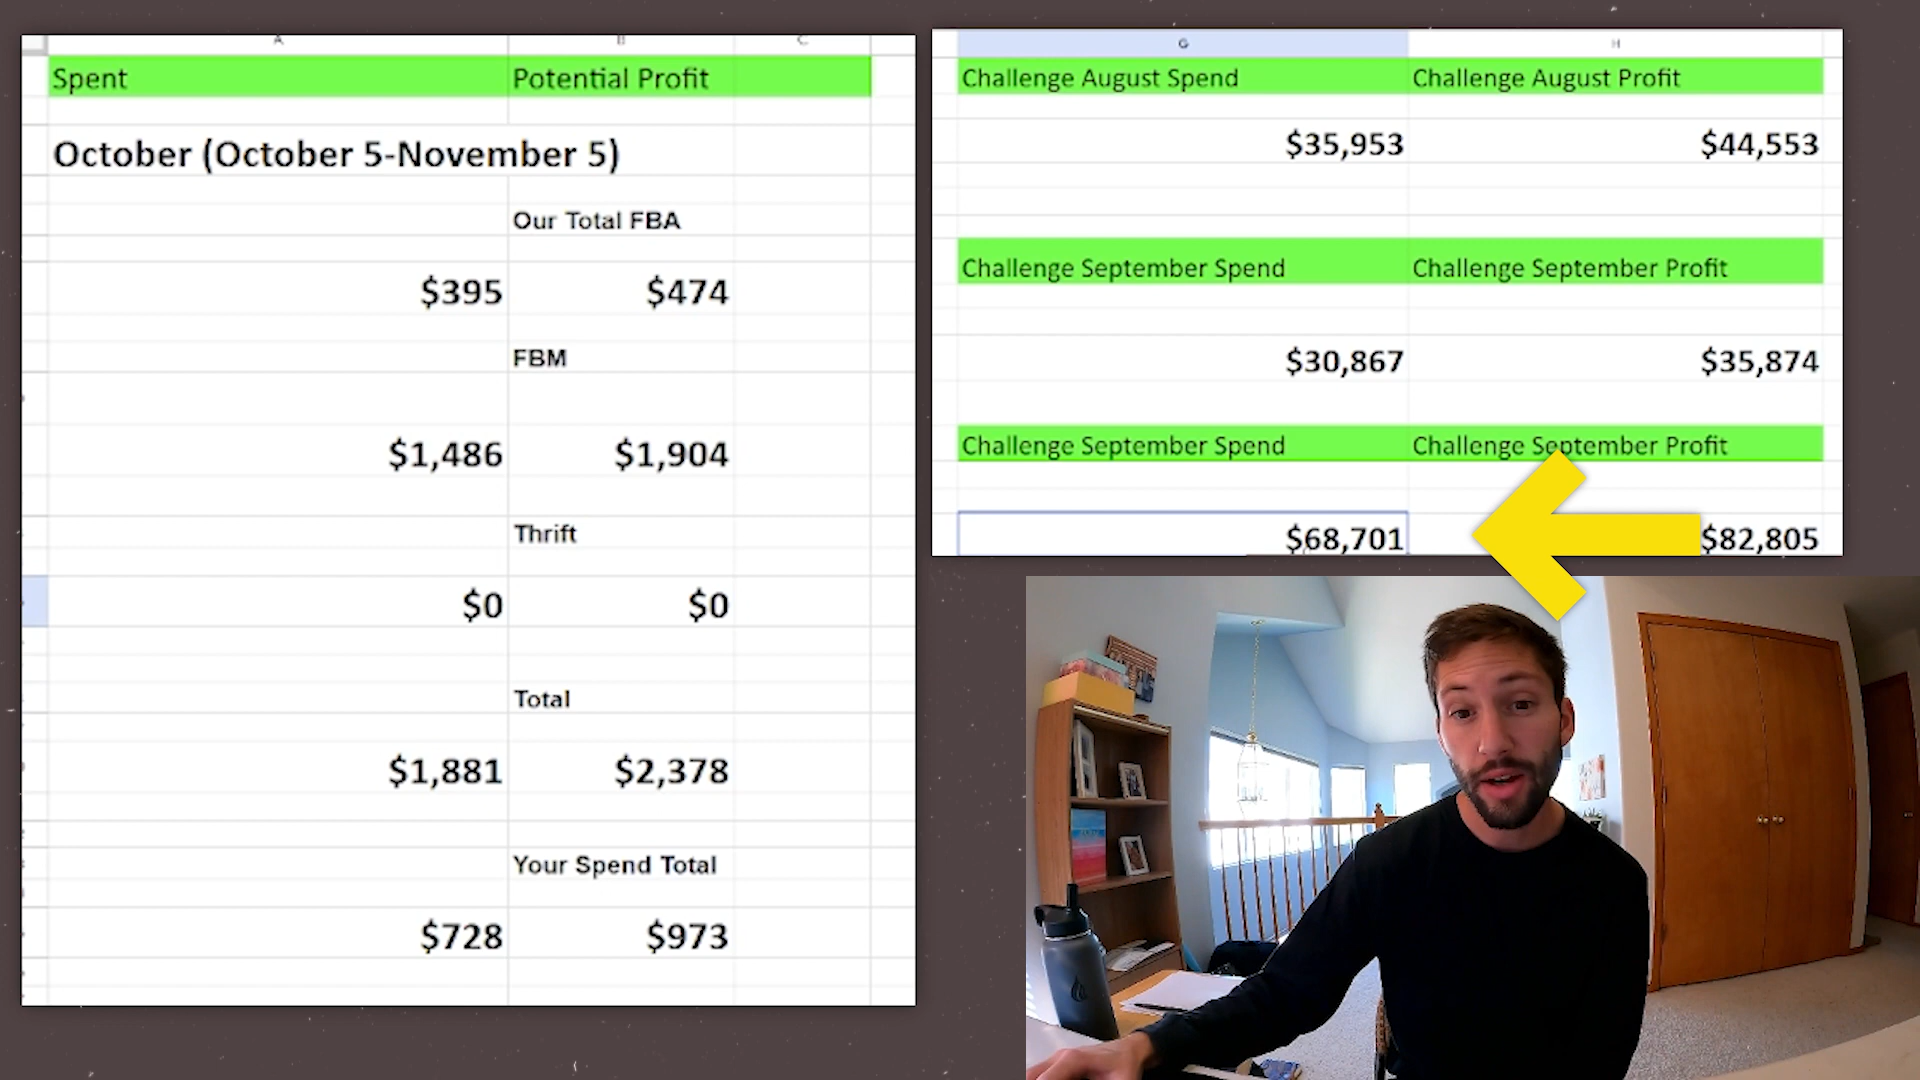 A B C
Spent Potential Profit
October (October 5-November 5)
Our Total FBA
$395 $474
FBM
$1,486 $1,904
Thrift
$0 $0
Total
$1,881 $2,378
Your Spend Total
$728 $973
G H
Challenge August Spend Challenge August Profit
$35,953 $44,553
Challenge September Spend Challenge September Profit
$30,867 $35,874
Challenge September Spend Challenge September Profit
$68,701 $82,805